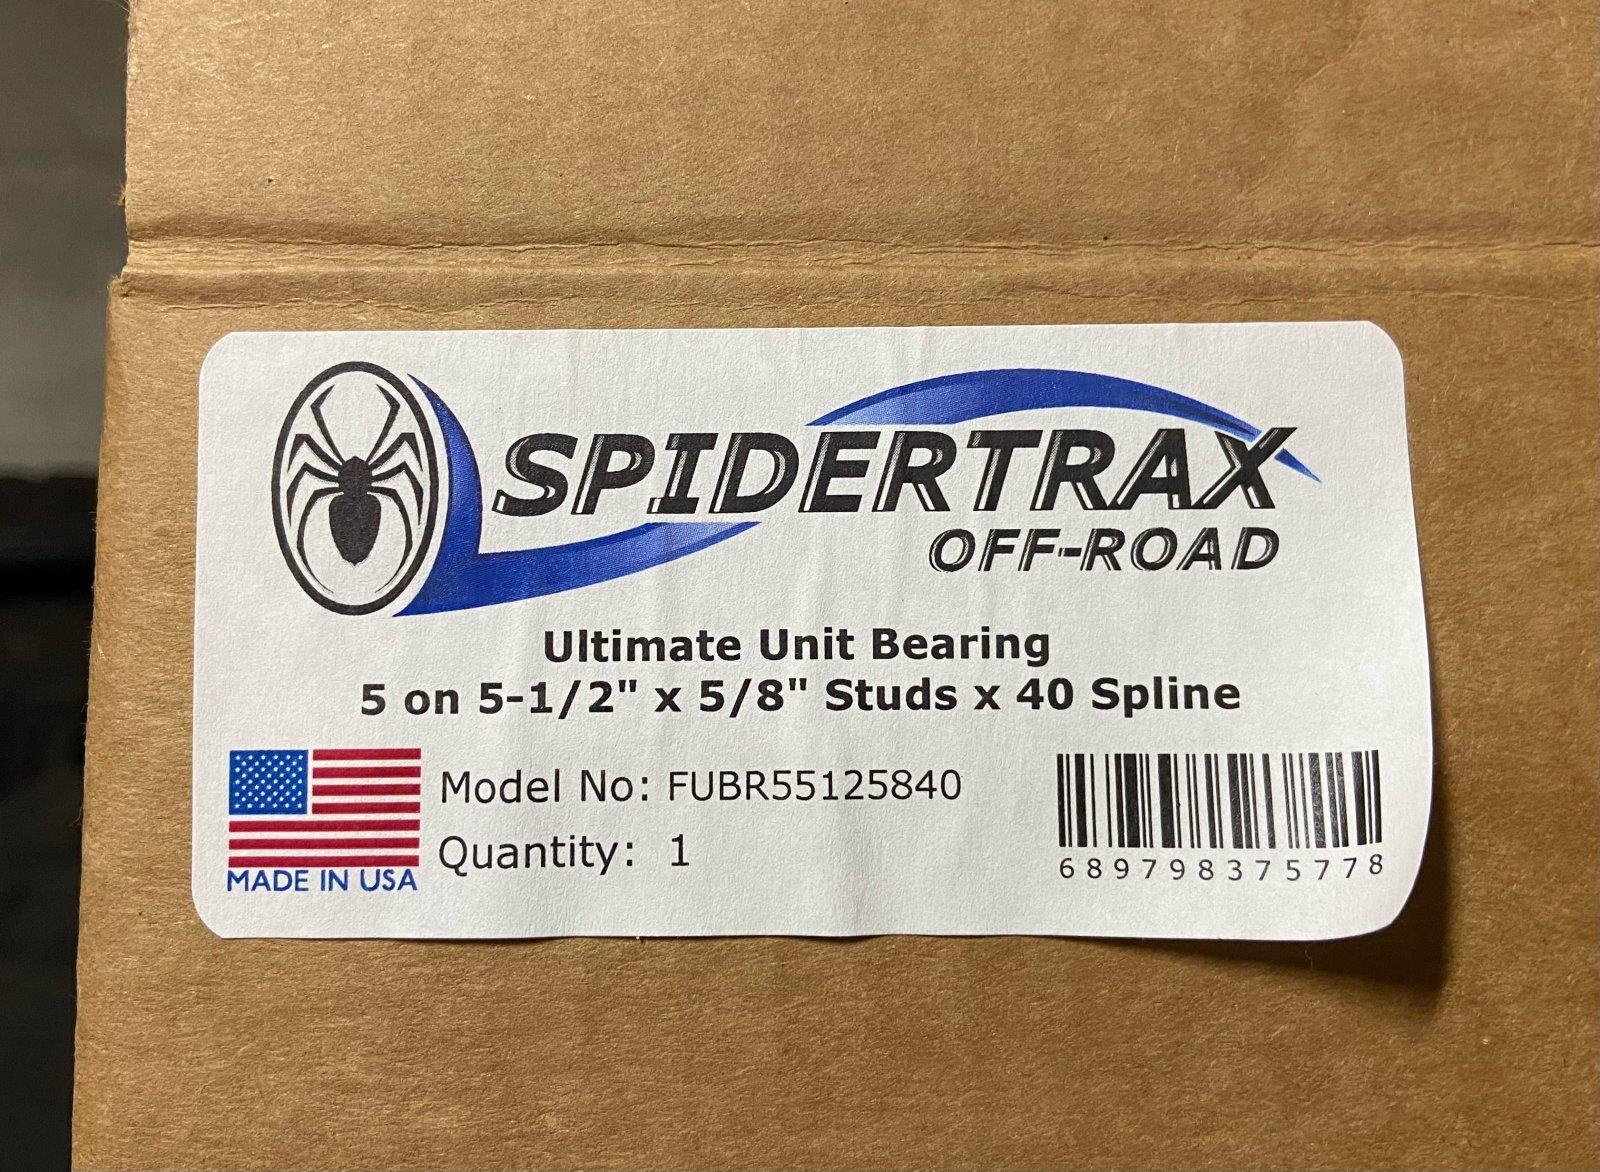 SPIDERTRAX
OFF-ROAD
Ultimate Unit Bearing
5 on 5-1/2" x 5/8" Studs x 40 Spline
Model No: FUBR55125840
Quantity: 1
MADE IN USA
689798375778